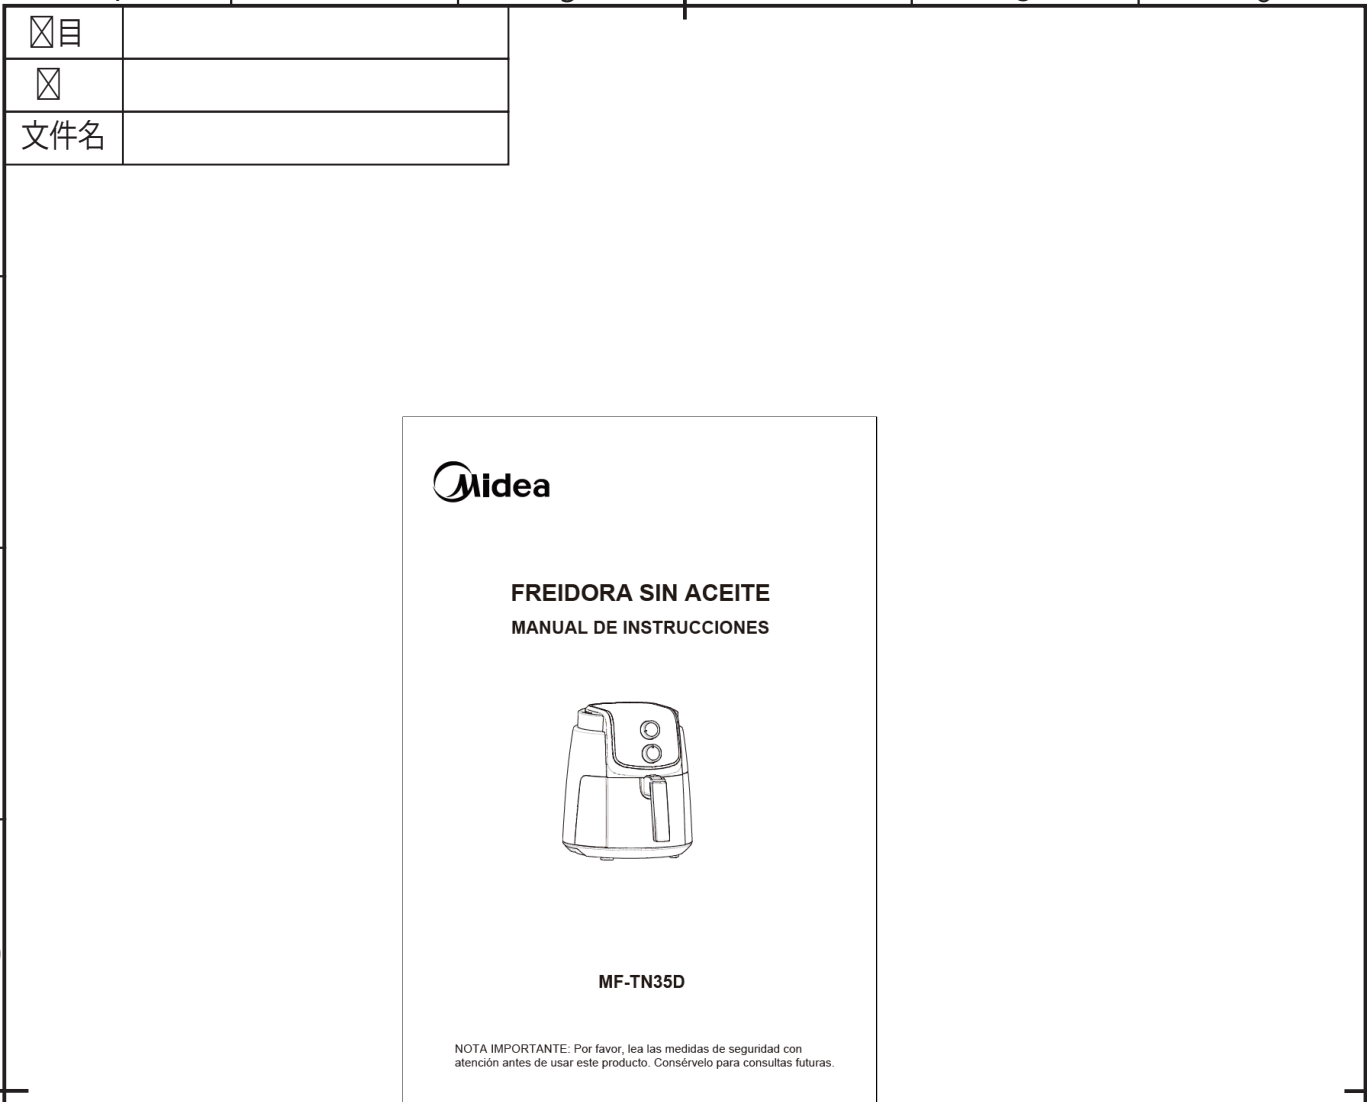 目
文件名
Midea
FREIDORA SIN ACEITE
MANUAL DE INSTRUCCIONES
MF-TN35D
NOTA IMPORTANTE: Por favor, lea las medidas de seguridad con
atención antes de usar este producto. Consérvelo para consultas futuras.